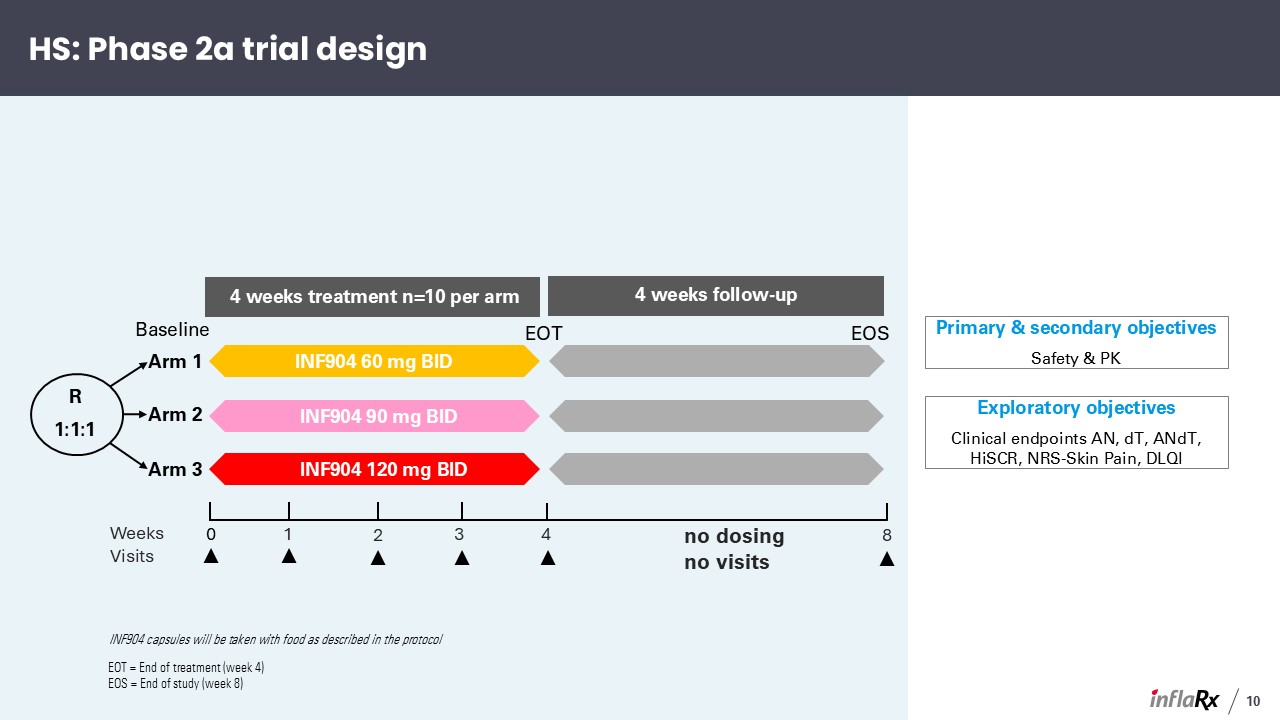 HS: Phase 2a trial design
4 weeks treatment n=10 per arm
4 weeks follow-up
Baseline
EOT
EOS
Arm 1
INF904 60 mg BID
R
1:1:1
Arm 2
INF904 90 mg BID
Arm 3
INF904 120 mg BID
Weeks
0
1
2
3
4
no dosing
8
Visits
no visits
Primary & secondary objectives
Safety & PK
Exploratory objectives
Clinical endpoints AN, dT, ANdT,
HiSCR, NRS-Skin Pain, DLQI
INF904 capsules will be taken with food as described in the protocol
EOT = End of treatment (week 4)
EOS = End of study (week 8)
inflaRx
10